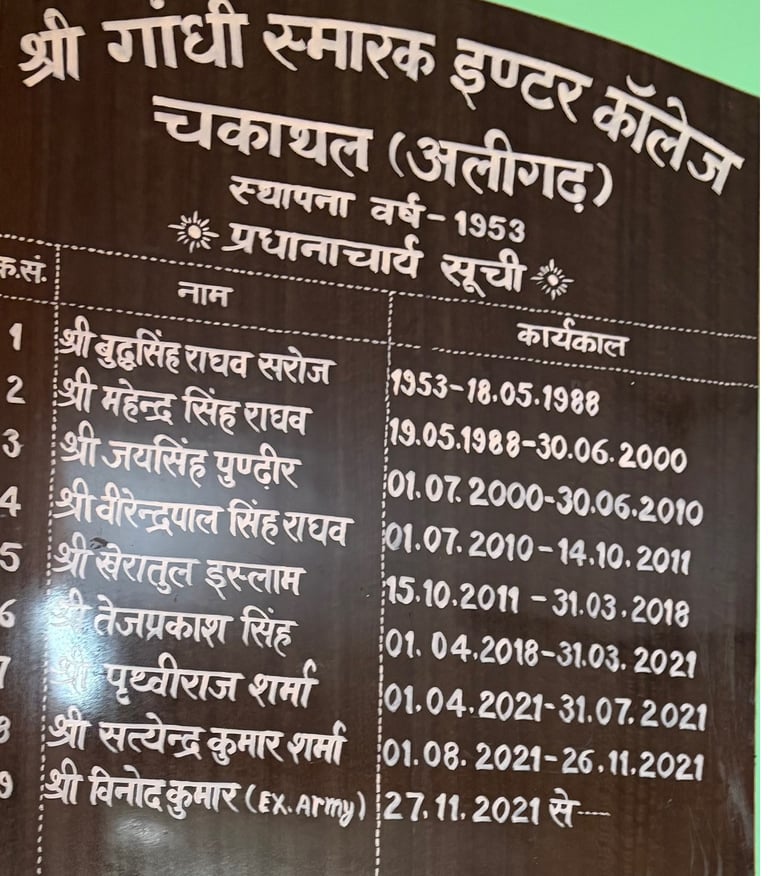 श्री गांधी स्मारक इण्टर कॉलेज
चकाथल (अलीगढ़)
स्थापना वर्ष-1953
प्रधानाचार्य सूची
क्र.सं. नाम कार्यकाल
1 श्री बुद्धसिंह राघव सरोज 1953-18.05.1988
2 श्री महेन्द्र सिंह राघव 19.05.1988-30.06.2000
3 श्री जयसिंह पुण्ढीर 01.07.2000-30.06.2010
4 श्री वीरेन्द्रपाल सिंह राघव 01.07.2010-14.10.2011
5 श्री खेरातुल इस्लाम 15.10.2011-31.03.2018
6 श्री तेजप्रकाश सिंह 01.04.2018-31.03.2021
7 श्री पृथ्वीराज शर्मा 01.04.2021-31.07.2021
8 श्री सत्येन्द्र कुमार शर्मा 01.08.2021-26.11.2021
9 श्री विनोद कुमार (EX.Army) 27.11.2021 से----